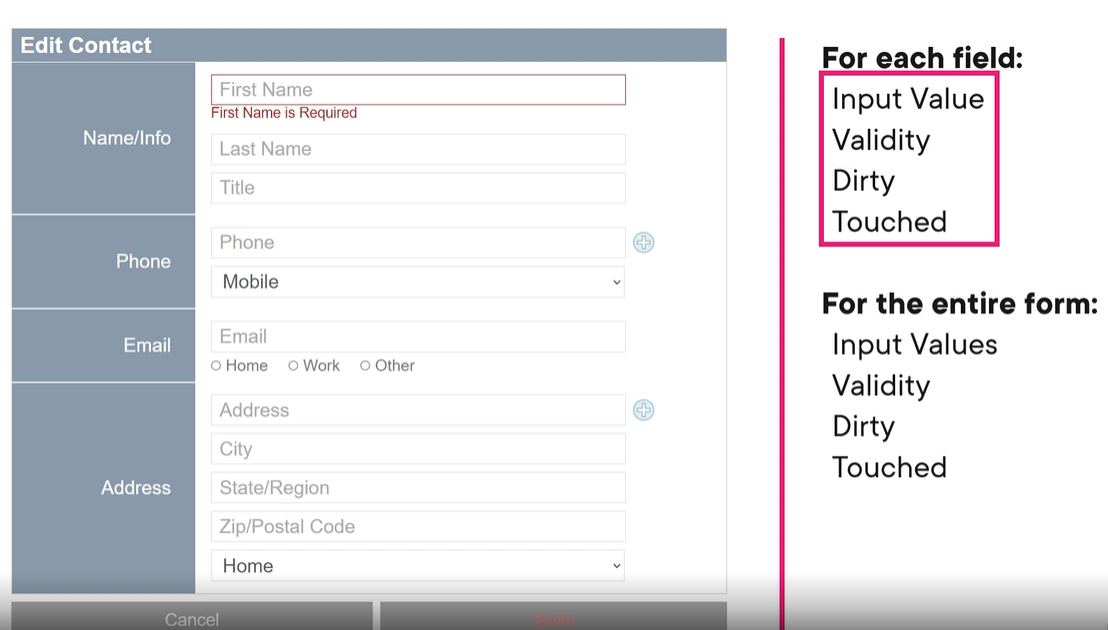 Edit Contact
Name/Info
First Name
First Name is Required
Last Name
Title
Phone
Phone
Mobile
Email
Email
Home Work Other
Address
Address
City
State/Region
Zip/Postal Code
Home
Cancel
Save
For each field:
Input Value
Validity
Dirty
Touched
For the entire form:
Input Values
Validity
Dirty
Touched